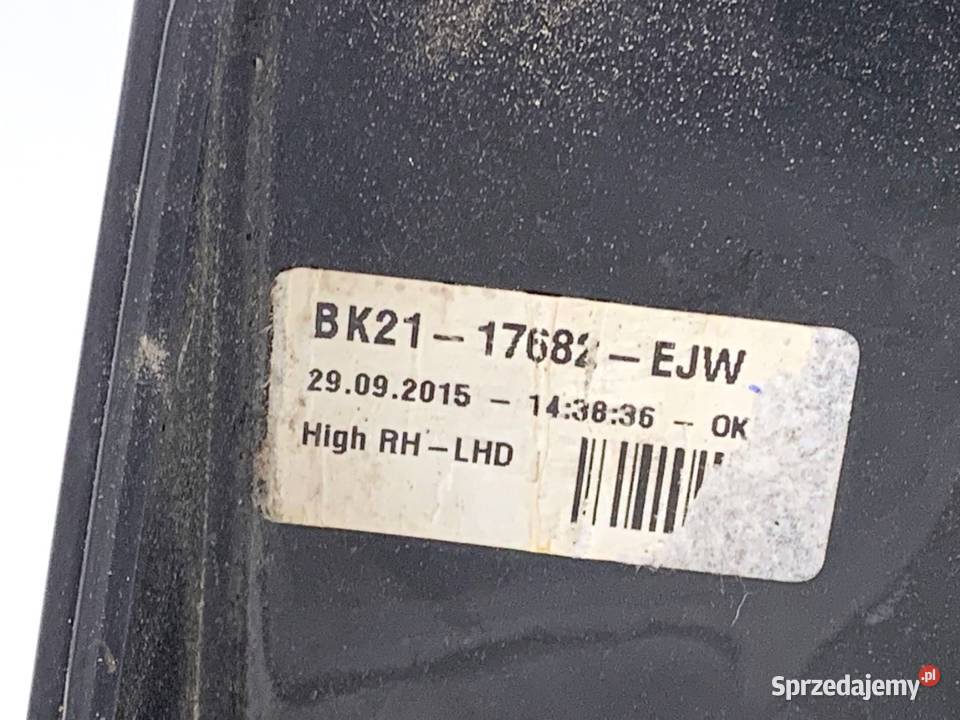 BK21-17682-EJW
29.09.2015 - 14:38:36 - OK
High RH-LHD
Sprzedajemy.pl